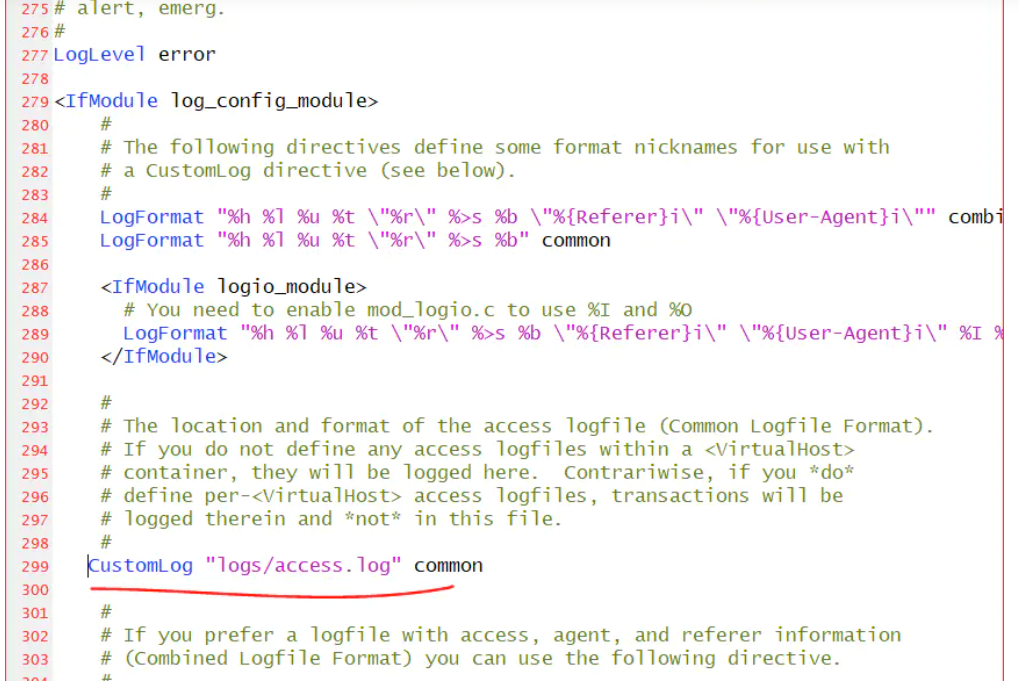 275 # alert, emerg.
276 #
277 LogLevel error
278
279 <IfModule log_config_module>
280     #
281     # The following directives define some format nicknames for use with
282     # a CustomLog directive (see below).
283     #
284     LogFormat "%h %l %u %t \"%r\" %>s %b \"%{Referer}i\" \"%{User-Agent}i\"" combi
285     LogFormat "%h %l %u %t \"%r\" %>s %b" common
286
287     <IfModule logio_module>
288       # You need to enable mod_logio.c to use %I and %O
289       LogFormat "%h %l %u %t \"%r\" %>s %b \"%{Referer}i\" \"%{User-Agent}i\" %I %
290     </IfModule>
291
292     #
293     # The location and format of the access logfile (Common Logfile Format).
294     # If you do not define any access logfiles within a <VirtualHost>
295     # container, they will be logged here.  Contrariwise, if you *do*
296     # define per-<VirtualHost> access logfiles, transactions will be
297     # logged therein and *not* in this file.
298     #
299    CustomLog "logs/access.log" common
300
301     #
302     # If you prefer a logfile with access, agent, and referer information
303     # (Combined Logfile Format) you can use the following directive.
304     #